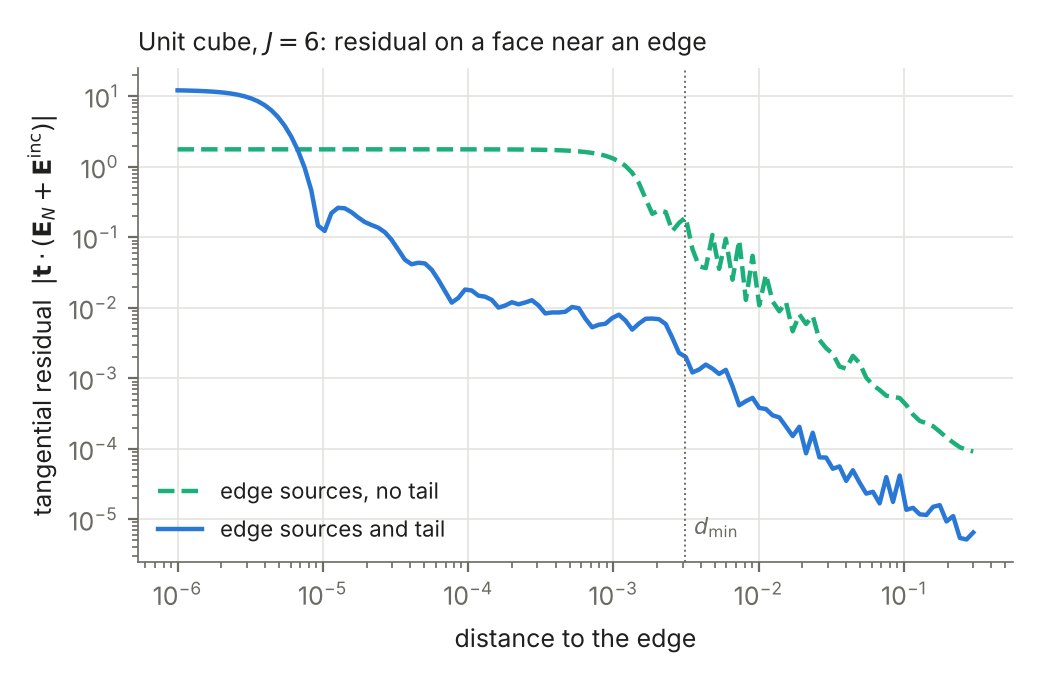 Unit cube, J = 6: residual on a face near an edge
tangential residual |t · (E_N + E^inc)|
10^1
10^0
10^−1
10^−2
10^−3
10^−4
10^−5
edge sources, no tail
edge sources and tail
d_min
10^−6 10^−5 10^−4 10^−3 10^−2 10^−1
distance to the edge